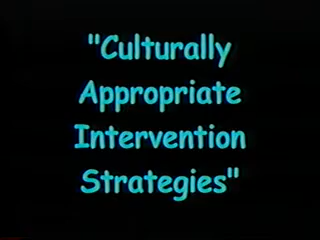 "Culturally
Appropriate
Intervention
Strategies"